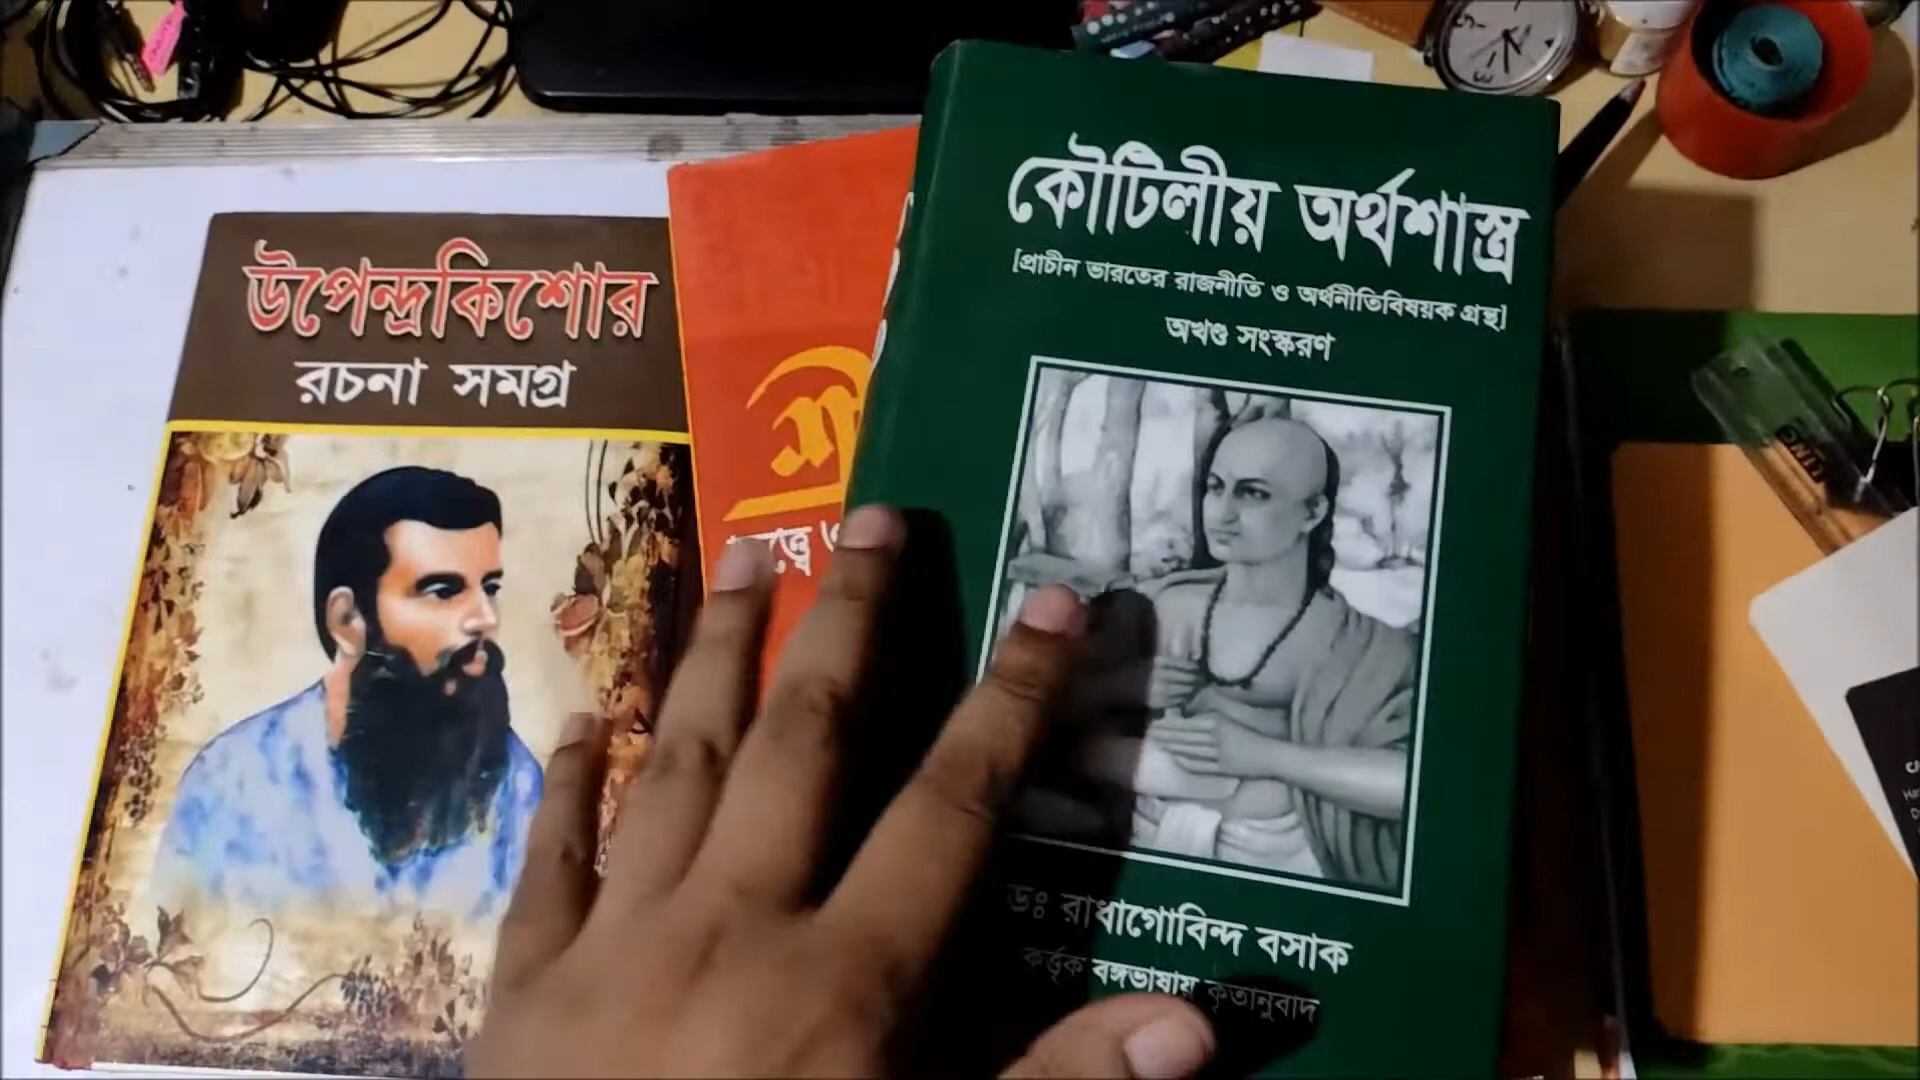 উপেন্দ্রকিশোর
রচনা সমগ্র
কৌটিলীয় অর্থশাস্ত্র
[প্রাচীন ভারতের রাজনীতি ও অর্থনীতিবিষয়ক গ্রন্থ]
অখণ্ড সংস্করণ
ডঃ রাধাগোবিন্দ বসাক
কর্ত্তৃক বঙ্গভাষায় কৃতানুবাদ